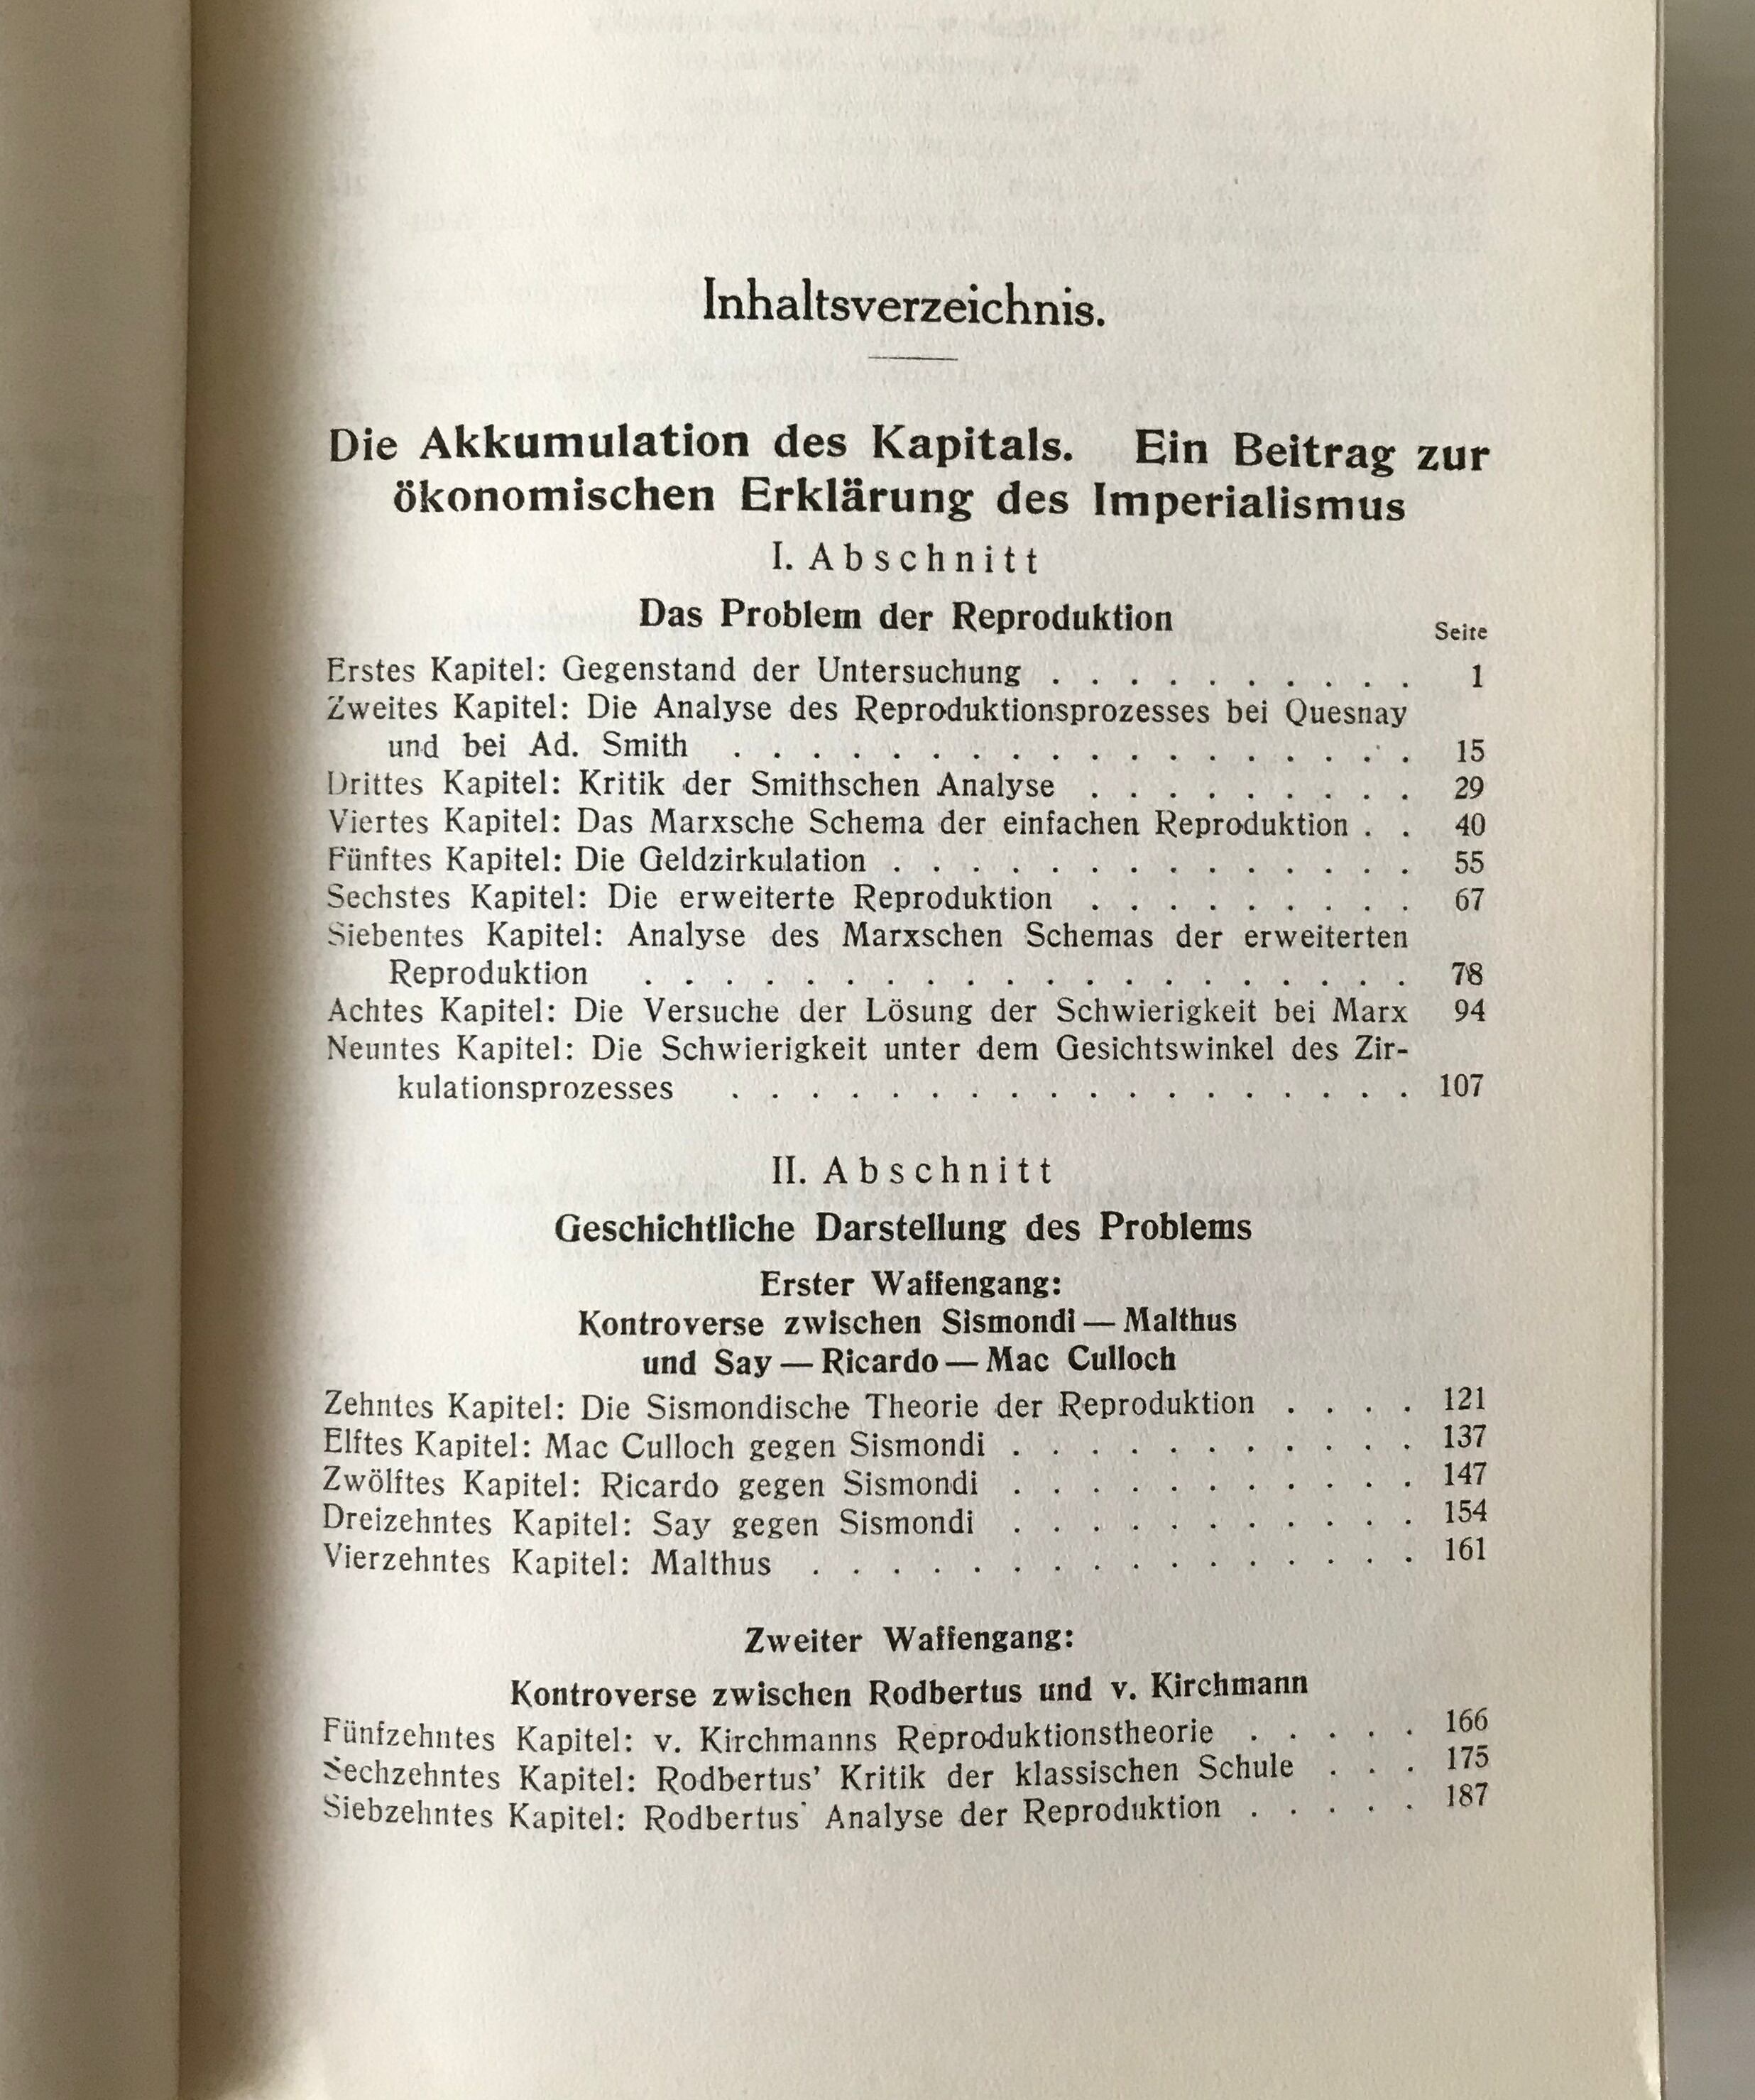 Inhaltsverzeichnis.
Die Akkumulation des Kapitals. Ein Beitrag zur
ökonomischen Erklärung des Imperialismus
I. Abschnitt
Das Problem der Reproduktion
Seite
Erstes Kapitel: Gegenstand der Untersuchung . . . . . . . . . . 1
Zweites Kapitel: Die Analyse des Reproduktionsprozesses bei Quesnay
und bei Ad. Smith . . . . . . . . . . . . . . . . . . 15
Drittes Kapitel: Kritik der Smithschen Analyse . . . . . . . . . 29
Viertes Kapitel: Das Marxsche Schema der einfachen Reproduktion . . 40
Fünftes Kapitel: Die Geldzirkulation . . . . . . . . . . . . . . 55
Sechstes Kapitel: Die erweiterte Reproduktion . . . . . . . . . 67
Siebentes Kapitel: Analyse des Marxschen Schemas der erweiterten
Reproduktion . . . . . . . . . . . . . . . . . . . . 78
Achtes Kapitel: Die Versuche der Lösung der Schwierigkeit bei Marx 94
Neuntes Kapitel: Die Schwierigkeit unter dem Gesichtswinkel des Zir-
kulationsprozesses . . . . . . . . . . . . . . . . . . 107
II. Abschnitt
Geschichtliche Darstellung des Problems
Erster Waffengang:
Kontroverse zwischen Sismondi — Malthus
und Say — Ricardo — Mac Culloch
Zehntes Kapitel: Die Sismondische Theorie der Reproduktion . . . . 121
Elftes Kapitel: Mac Culloch gegen Sismondi . . . . . . . . . . . 137
Zwölftes Kapitel: Ricardo gegen Sismondi . . . . . . . . . . . 147
Dreizehntes Kapitel: Say gegen Sismondi . . . . . . . . . . . 154
Vierzehntes Kapitel: Malthus . . . . . . . . . . . . . . . . 161
Zweiter Waffengang:
Kontroverse zwischen Rodbertus und v. Kirchmann
Fünfzehntes Kapitel: v. Kirchmanns Reproduktionstheorie . . . . . 166
Sechzehntes Kapitel: Rodbertus' Kritik der klassischen Schule . . . 175
Siebzehntes Kapitel: Rodbertus' Analyse der Reproduktion . . . . . 187